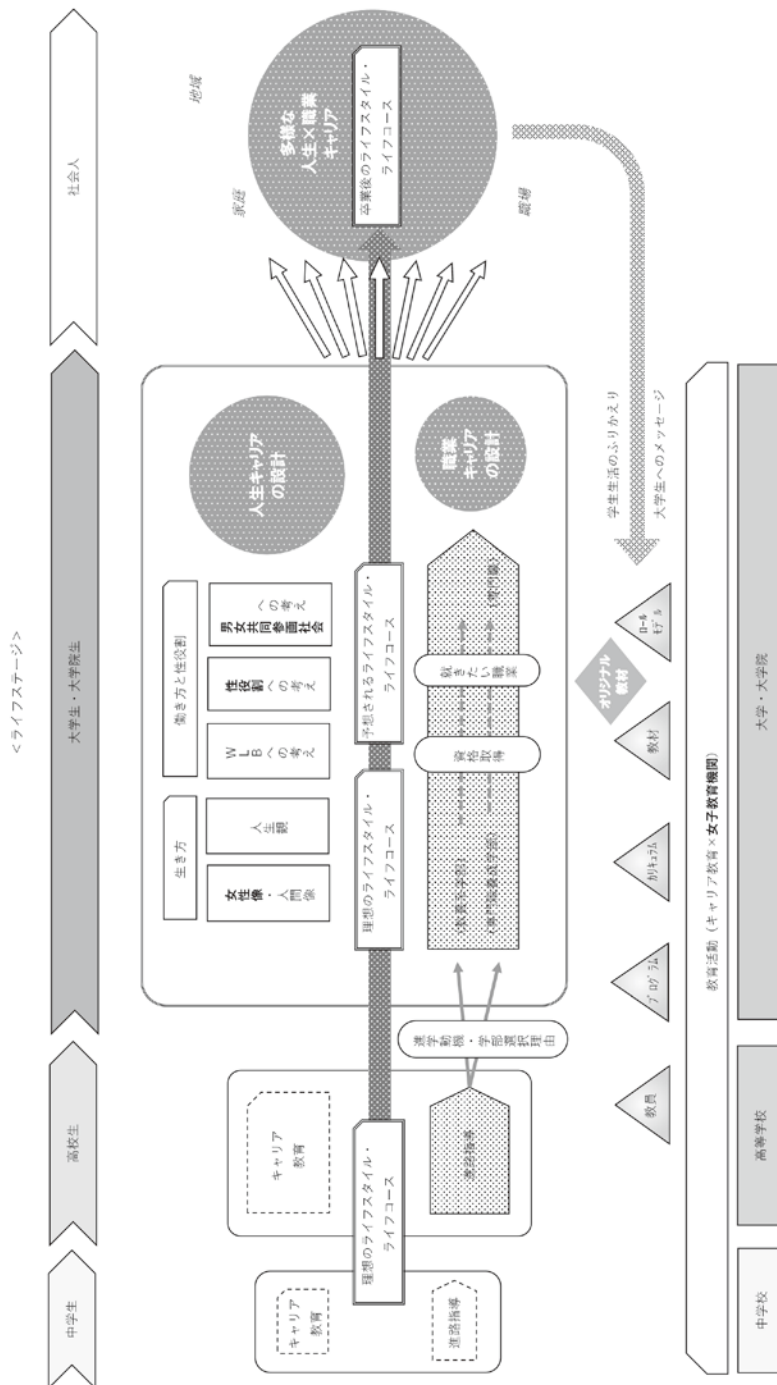 <ライフステージ>
中学生
高校生
大学生・大学院生
社会人
キャリア
教育
進路指導
キャリア
教育
進路指導
理想のライフスタイル・
ライフコース
進学動機・学部選択理由
生き方
女性像・人間像
人生観
働き方と性役割
WLBへの考え
性役割への考え
男女共同参画社会
への考え
理想のライフスタイル・
ライフコース
予想されるライフスタイル・
ライフコース
資格取得
就きたい職業
(専門職)
(専門職養成学部)
人生キャリア
の設計
職業
キャリア
の設計
家庭
地域
職場
多様な
人生×職業
キャリア
卒業後のライフスタイル・
ライフコース
学生生活のふりかえり
大学生へのメッセージ
教員
プログラム
カリキュラム
教材
ロール
モデル
オリジナル
教材
教育活動(キャリア教育×女子教育機関)
中学校
高等学校
大学・大学院